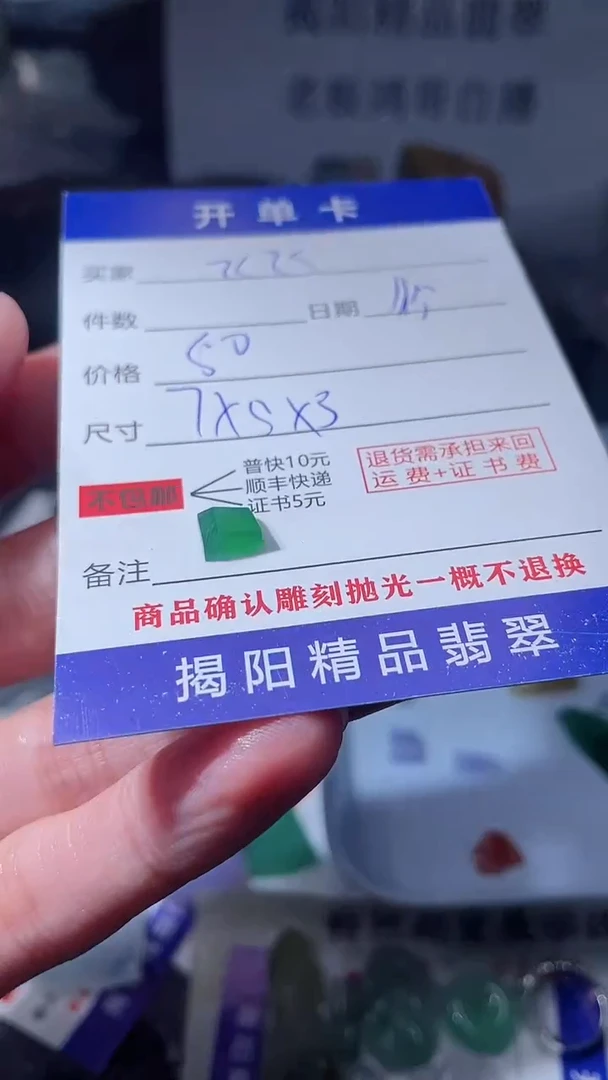 开单卡
买家
件数
日期
价格 50
尺寸 7X5X3
不包邮
普快10元
顺丰快递
证书5元
退货需承担来回
运费+证书费
备注
商品确认雕刻抛光一概不退换
揭阳精品翡翠